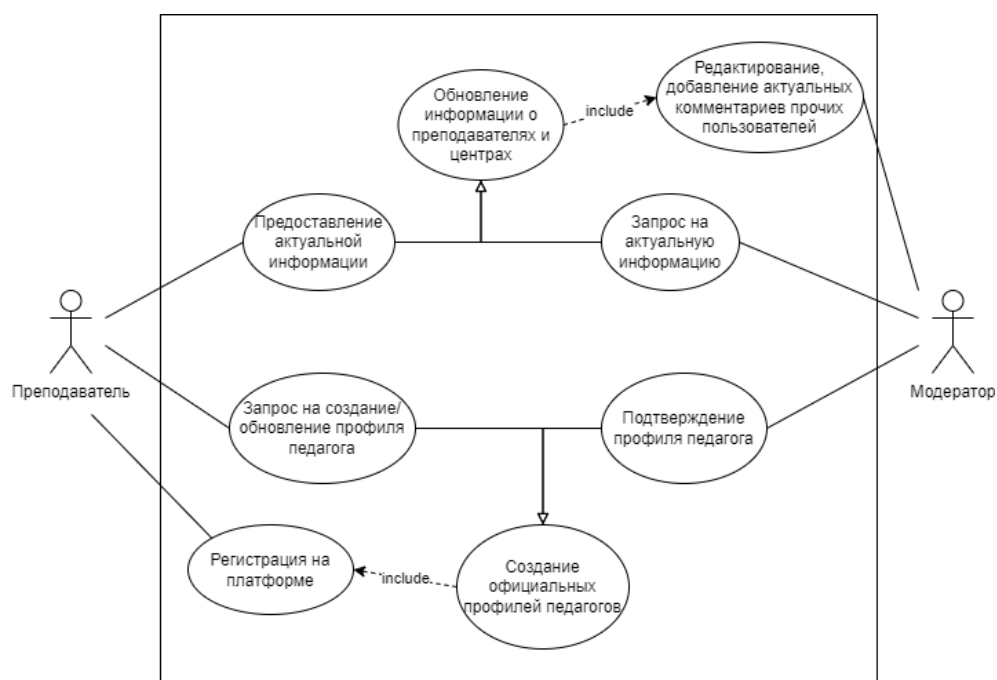 Обновление
информации о
преподавателях и
центрах
include
Редактирование,
добавление актуальных
комментариев прочих
пользователей
Предоставление
актуальной
информации
Запрос на
актуальную
информацию
Преподаватель
Модератор
Запрос на создание/
обновление профиля
педагога
Подтверждение
профиля педагога
Регистрация на
платформе
include
Создание
официальных
профилей педагогов